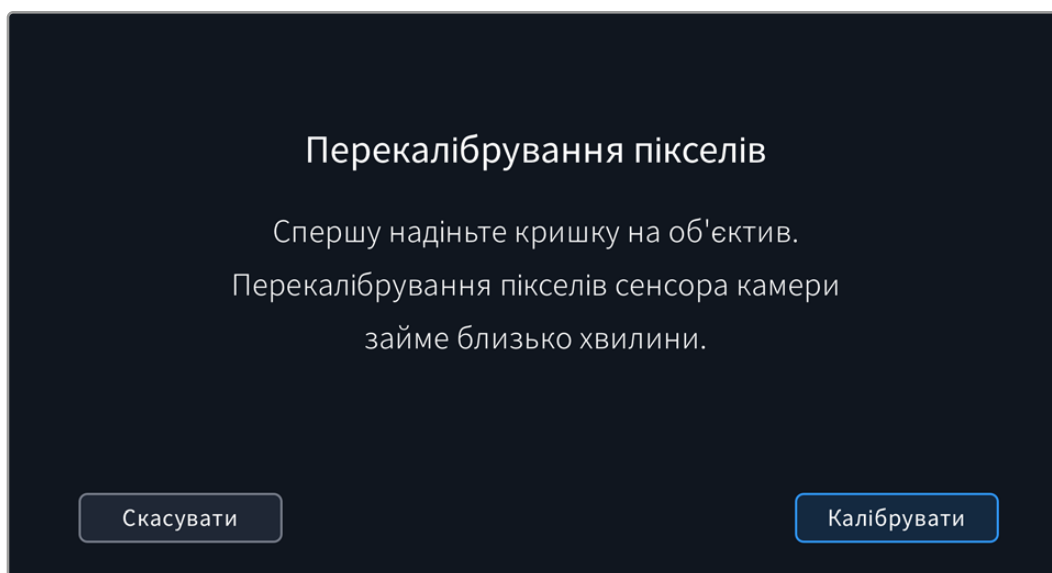 Перекалібрування пікселів
Спершу надіньте кришку на об'єктив.
Перекалібрування пікселів сенсора камери
займе близько хвилини.
Скасувати
Калібрувати